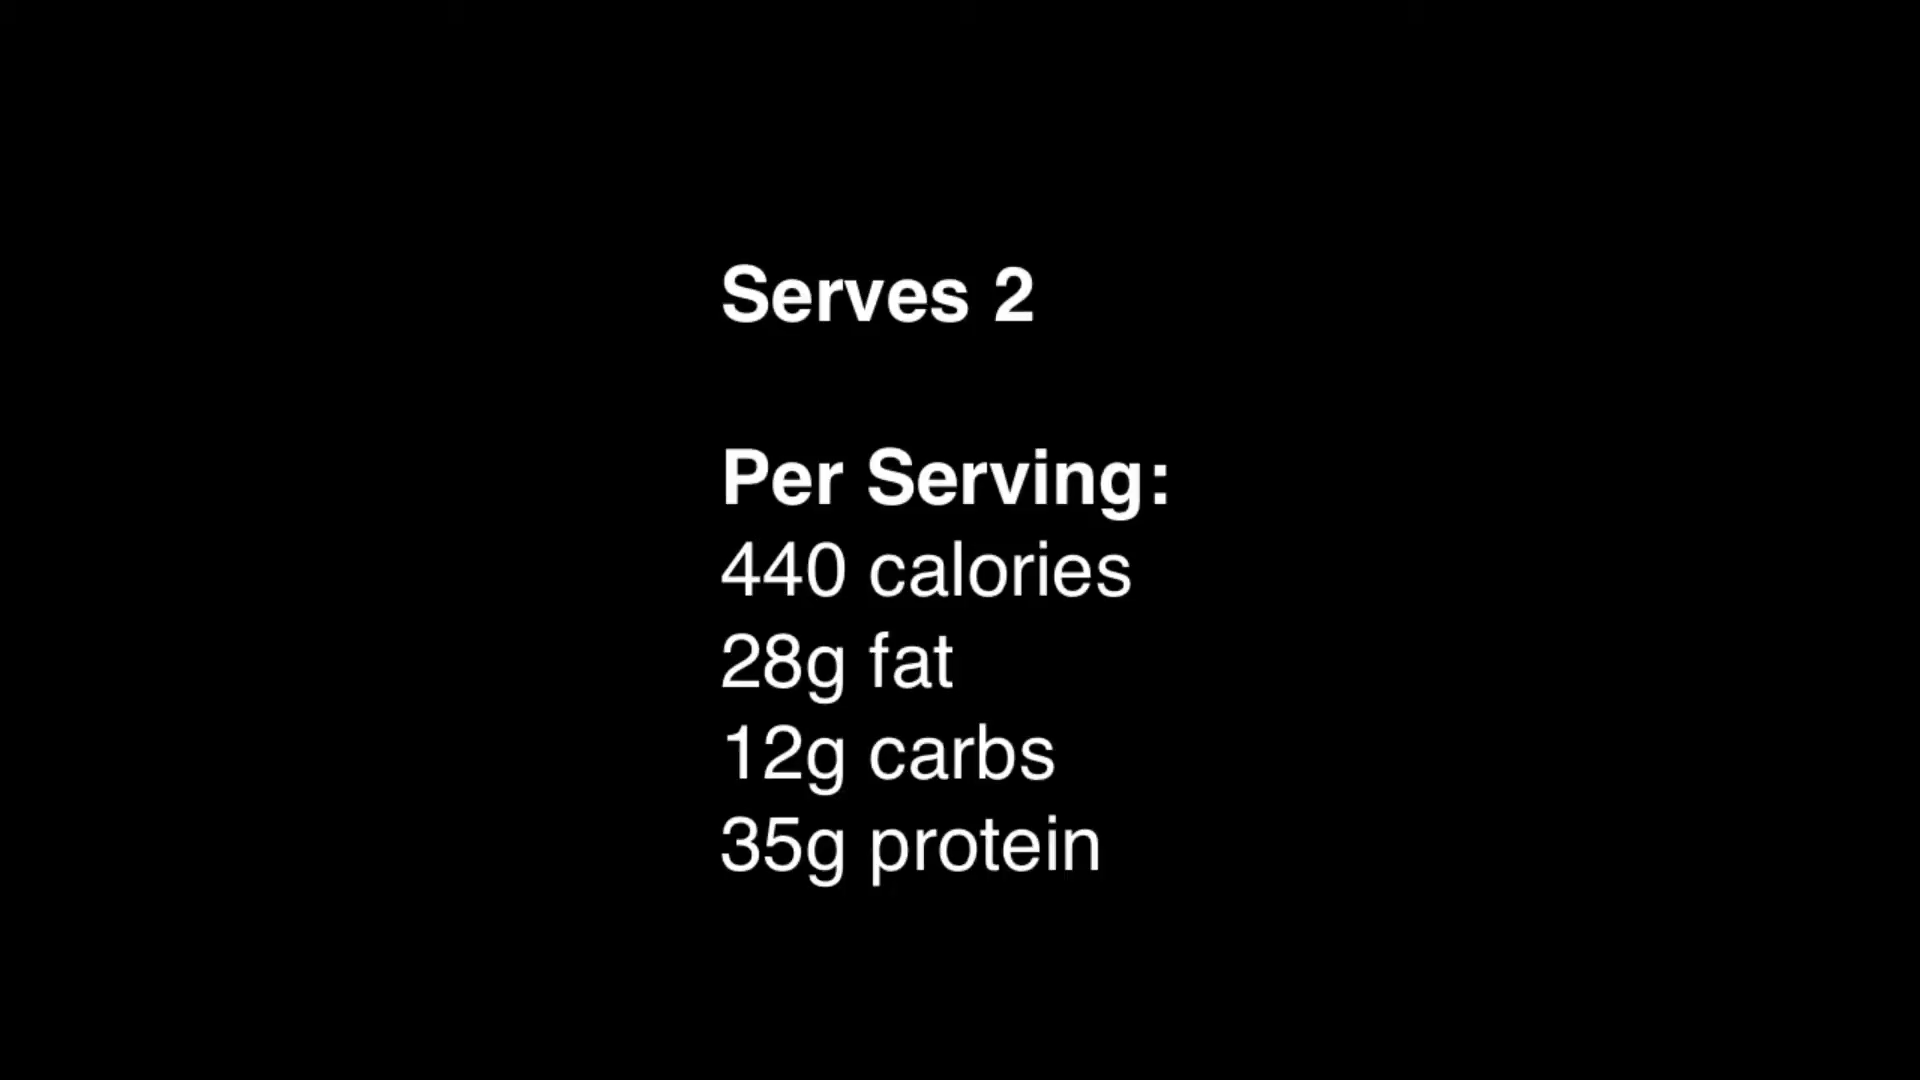 Serves 2
Per Serving:
440 calories
28g fat
12g carbs
35g protein